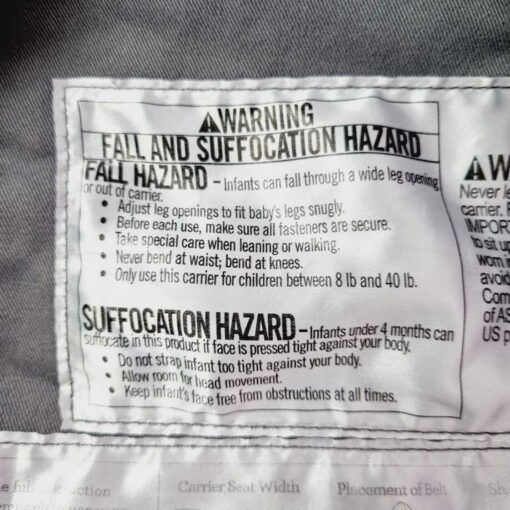 ⚠WARNING
FALL AND SUFFOCATION HAZARD
FALL HAZARD – Infants can fall through a wide leg opening
or out of carrier.
• Adjust leg openings to fit baby's legs snugly.
• Before each use, make sure all fasteners are secure.
• Take special care when leaning or walking.
• Never bend at waist; bend at knees.
• Only use this carrier for children between 8 lb and 40 lb.
SUFFOCATION HAZARD – Infants under 4 months can
suffocate in this product if face is pressed tight against your body.
• Do not strap infant too tight against your body.
• Allow room for head movement.
• Keep infant's face free from obstructions at all times.
⚠W
Never
carrier.
IMPOR
to sit up
worn
avoid
Com
of AS
US p
Carrier Seat Width
Placement of Belt